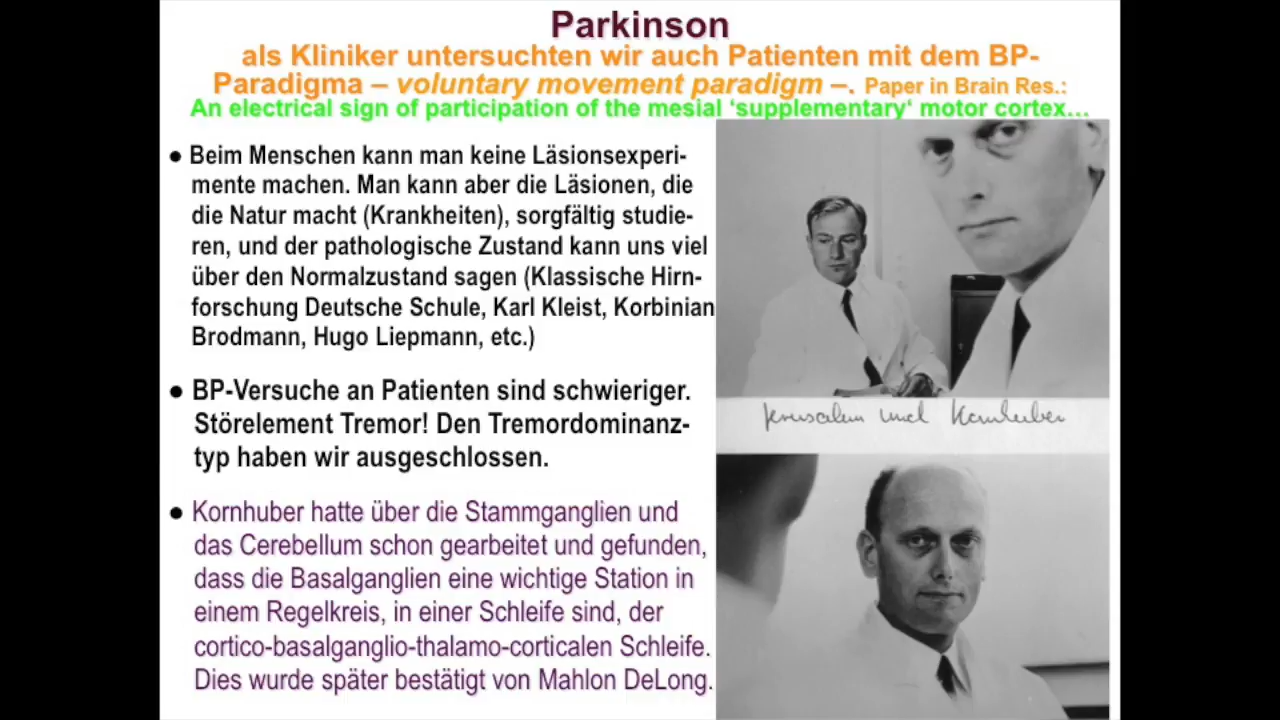 Parkinson
als Kliniker untersuchten wir auch Patienten mit dem BP-
Paradigma – voluntary movement paradigm –. Paper in Brain Res.:
An electrical sign of participation of the mesial ‘supplementary‘ motor cortex...
● Beim Menschen kann man keine Läsionsexperi-
mente machen. Man kann aber die Läsionen, die
die Natur macht (Krankheiten), sorgfältig studie-
ren, und der pathologische Zustand kann uns viel
über den Normalzustand sagen (Klassische Hirn-
forschung Deutsche Schule, Karl Kleist, Korbinian
Brodmann, Hugo Liepmann, etc.)
● BP-Versuche an Patienten sind schwieriger.
Störelement Tremor! Den Tremordominanz-
typ haben wir ausgeschlossen.
● Kornhuber hatte über die Stammganglien und
das Cerebellum schon gearbeitet und gefunden,
dass die Basalganglien eine wichtige Station in
einem Regelkreis, in einer Schleife sind, der
cortico-basalganglio-thalamo-corticalen Schleife.
Dies wurde später bestätigt von Mahlon DeLong.
Jerusalem und Kornhuber